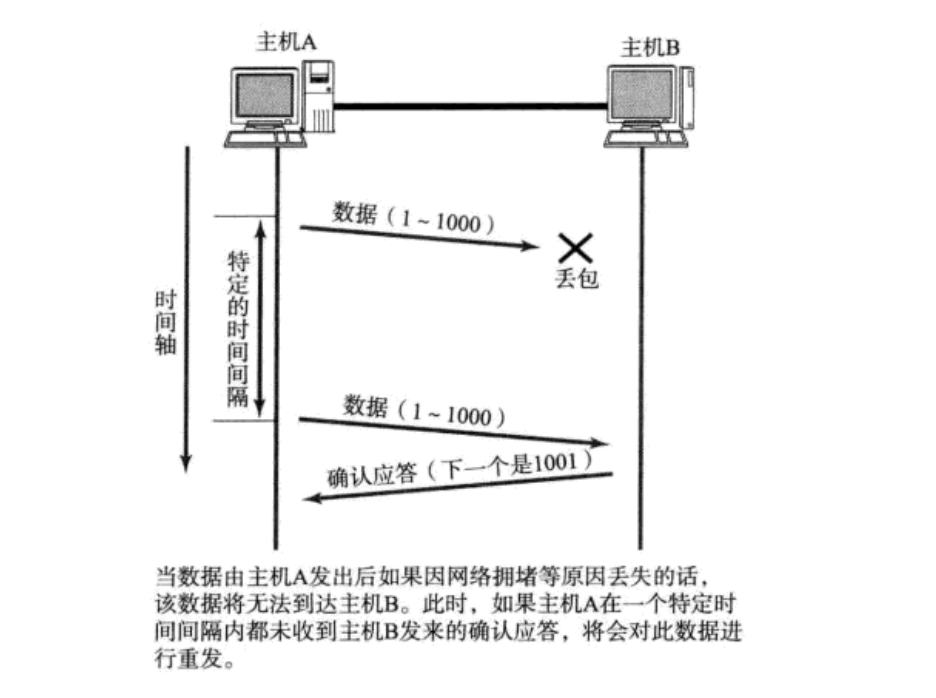 主机A
主机B
数据（1~1000）
丢包
特定的时间间隔
时间轴
数据（1~1000）
确认应答（下一个是1001）
当数据由主机A发出后如果因网络拥堵等原因丢失的话，
该数据将无法到达主机B。此时，如果主机A在一个特定时
间间隔内都未收到主机B发来的确认应答，将会对此数据进
行重发。